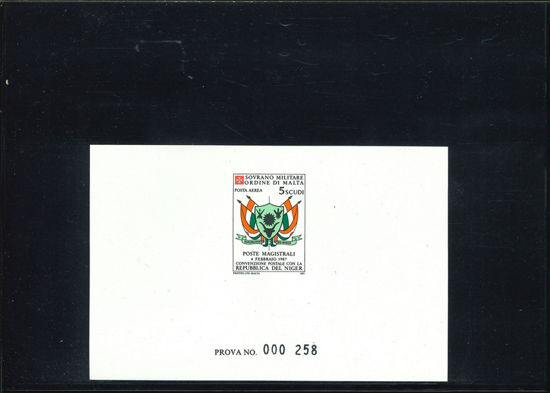 SOVRANO MILITARE
ORDINE DI MALTA
POSTA AEREA 5 SCUDI
POSTE MAGISTRALI
4 FEBBRAIO 1987
CONVENZIONE POSTALE CON LA
REPUBBLICA DEL NIGER
PROVA NO. 000 258